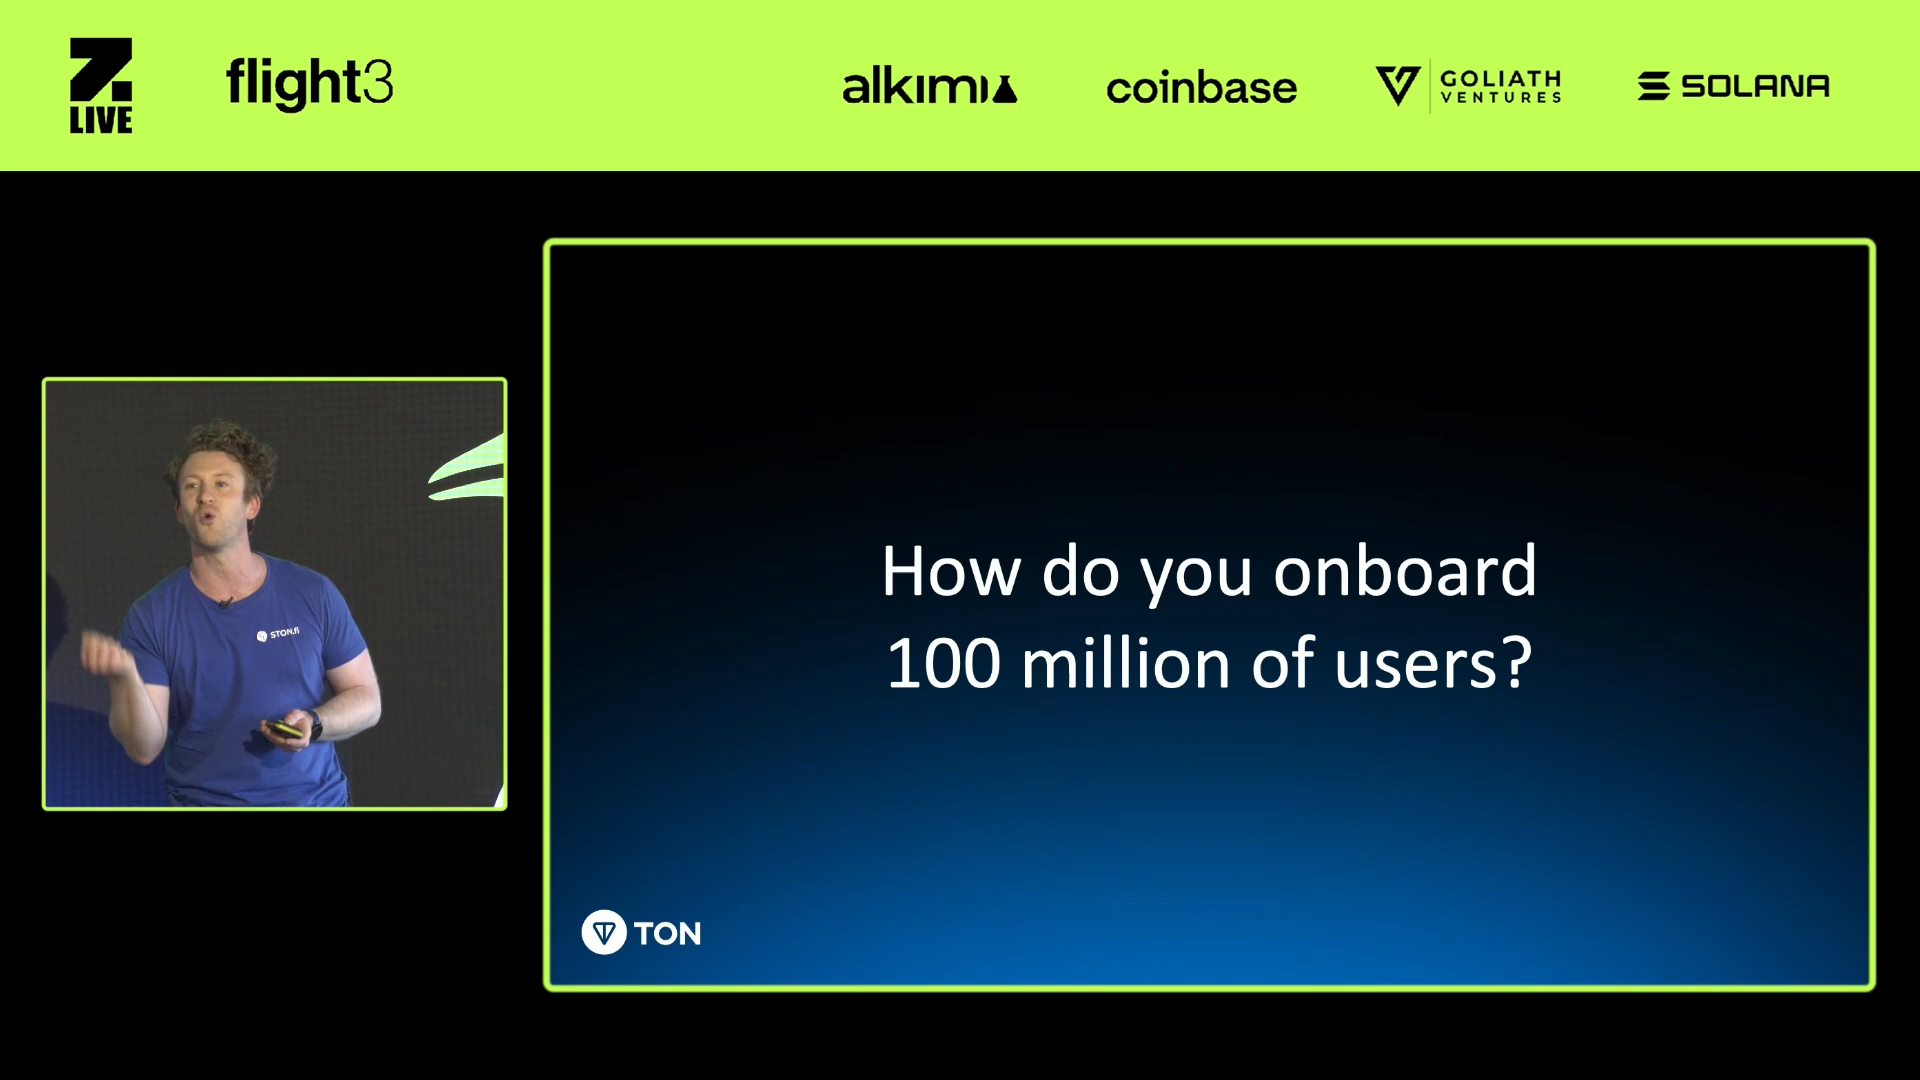 Z
LIVE
flight3
alkimi
coinbase
GOLIATH
VENTURES
SOLANA
STON.fi
How do you onboard
100 million of users?
TON